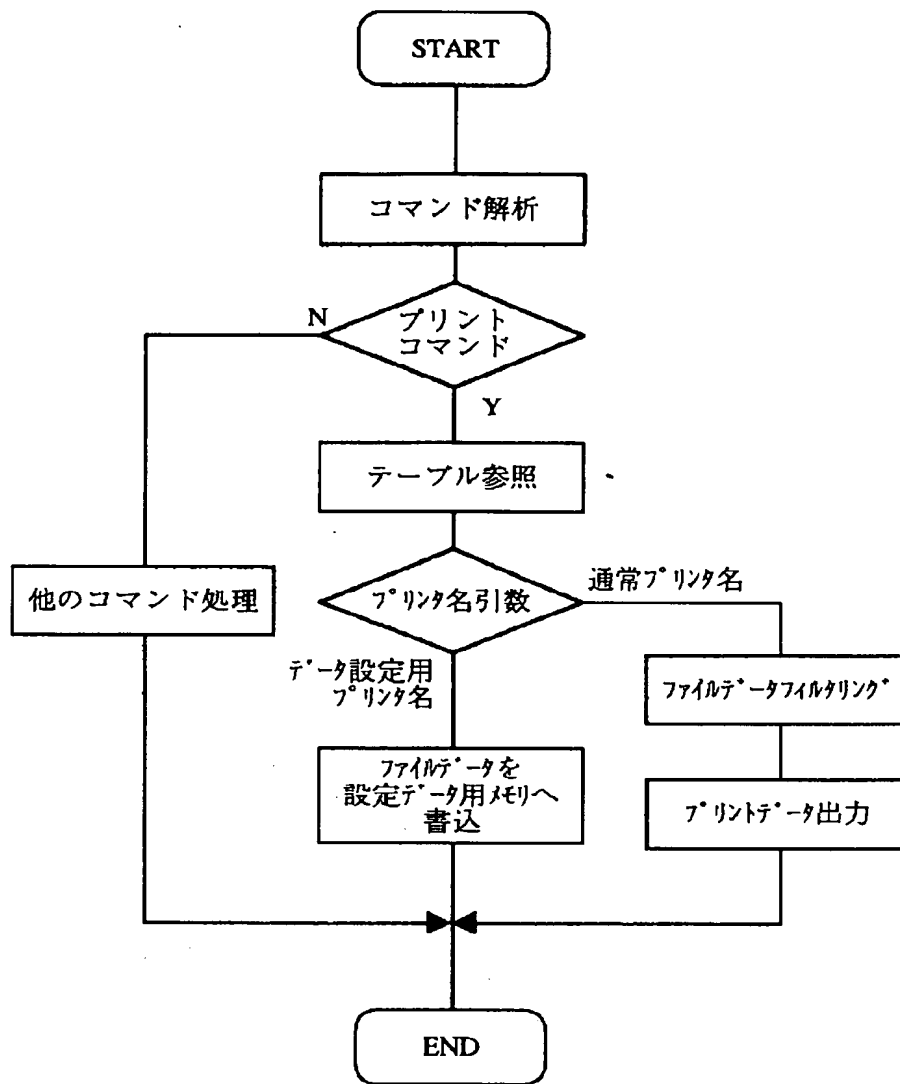 START
コマンド解析
プリント
コマンド
N
Y
テーブル参照
他のコマンド処理
プリンタ名引数
通常プリンタ名
データ設定用
プリンタ名
ファイルデータフィルタリング
ファイルデータを
設定データ用メモリへ
書込
プリントデータ出力
END